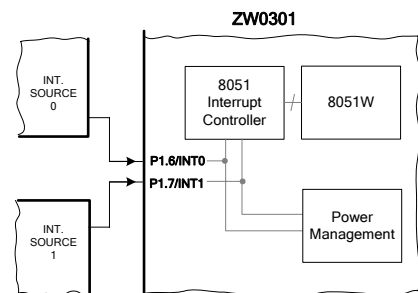 ZW0301
INT.
SOURCE
0
8051
Interrupt
Controller
8051W
P1.6/INT0
P1.7/INT1
INT.
SOURCE
1
Power
Management